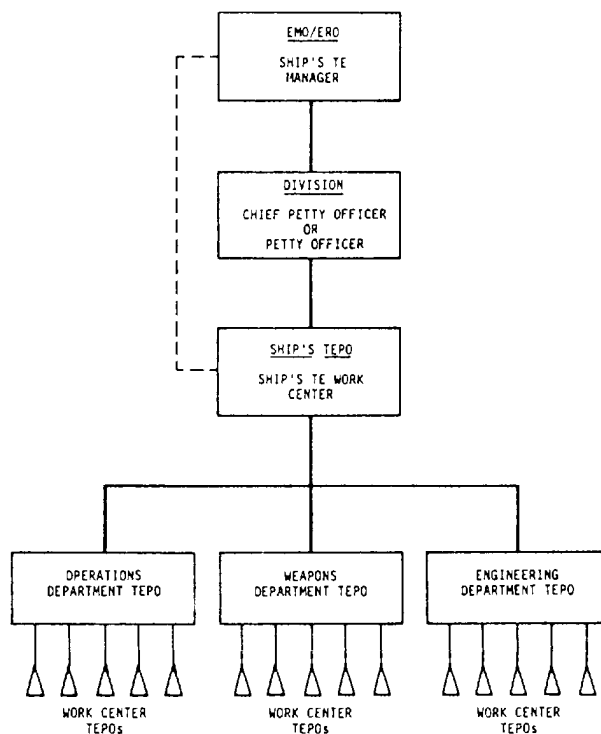 EMO/ERO
SHIP'S TE
MANAGER
DIVISION
CHIEF PETTY OFFICER
OR
PETTY OFFICER
SHIP'S TEPO
SHIP'S TE WORK
CENTER
OPERATIONS
DEPARTMENT TEPO
WEAPONS
DEPARTMENT TEPO
ENGINEERING
DEPARTMENT TEPO
WORK CENTER
TEPOs
WORK CENTER
TEPOs
WORK CENTER
TEPOs